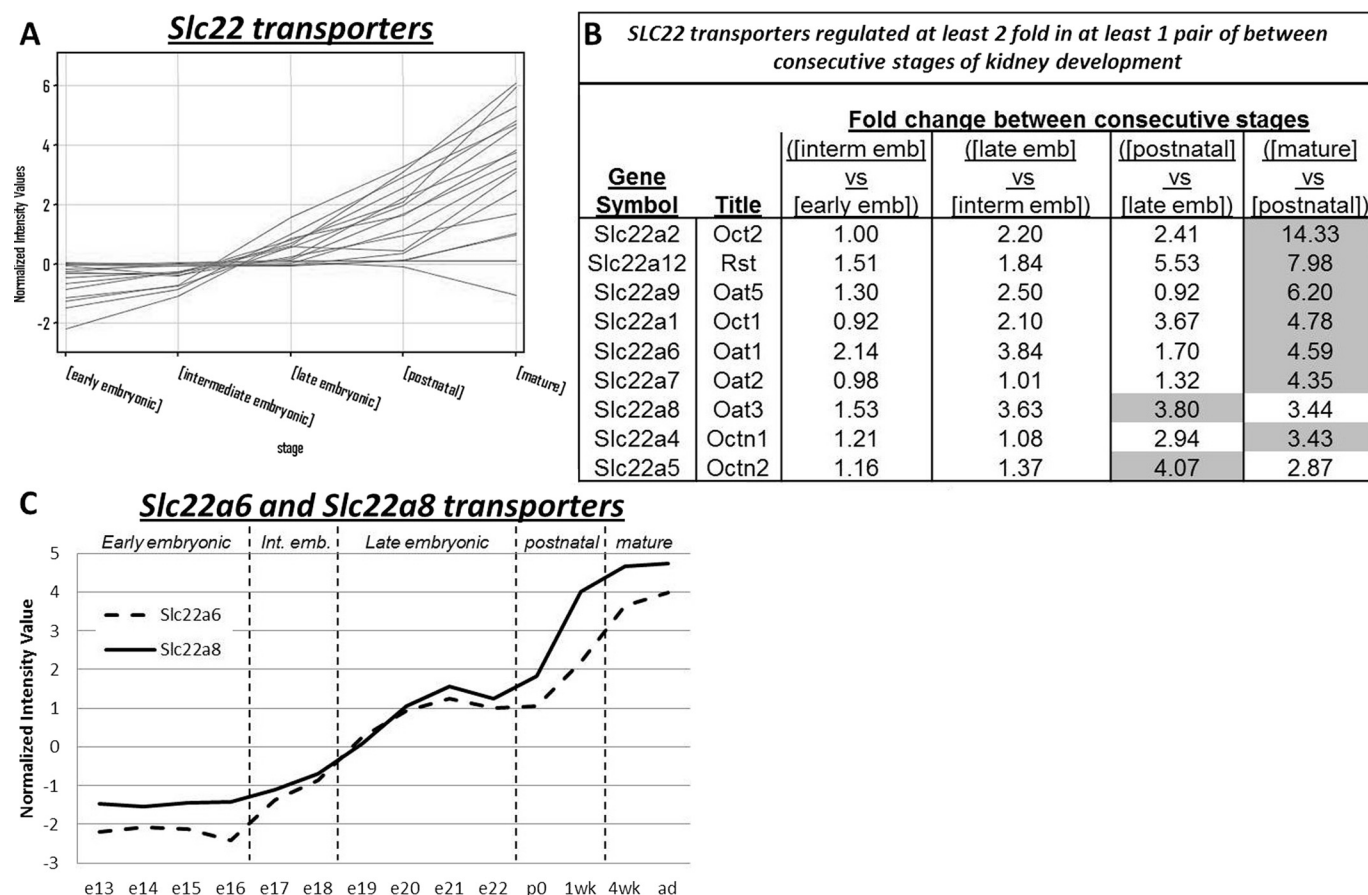 A
Slc22 transporters
Normalized Intensity Values
6
4
2
0
-2
[early embryonic]
[intermediate embryonic]
[late embryonic]
[postnatal]
[mature]
stage
B
SLC22 transporters regulated at least 2 fold in at least 1 pair of between
consecutive stages of kidney development
Fold change between consecutive stages
([interm emb] ([late emb] ([postnatal] ([mature]
Gene vs vs vs vs
Symbol Title [early emb]) [interm emb]) [late emb]) [postnatal])
Slc22a2 Oct2 1.00 2.20 2.41 14.33
Slc22a12 Rst 1.51 1.84 5.53 7.98
Slc22a9 Oat5 1.30 2.50 0.92 6.20
Slc22a1 Oct1 0.92 2.10 3.67 4.78
Slc22a6 Oat1 2.14 3.84 1.70 4.59
Slc22a7 Oat2 0.98 1.01 1.32 4.35
Slc22a8 Oat3 1.53 3.63 3.80 3.44
Slc22a4 Octn1 1.21 1.08 2.94 3.43
Slc22a5 Octn2 1.16 1.37 4.07 2.87
C
Slc22a6 and Slc22a8 transporters
Early embryonic Int. emb. Late embryonic postnatal mature
Normalized Intensity Value
5
4
3
2
1
0
-1
-2
-3
Slc22a6
Slc22a8
e13 e14 e15 e16 e17 e18 e19 e20 e21 e22 p0 1wk 4wk ad